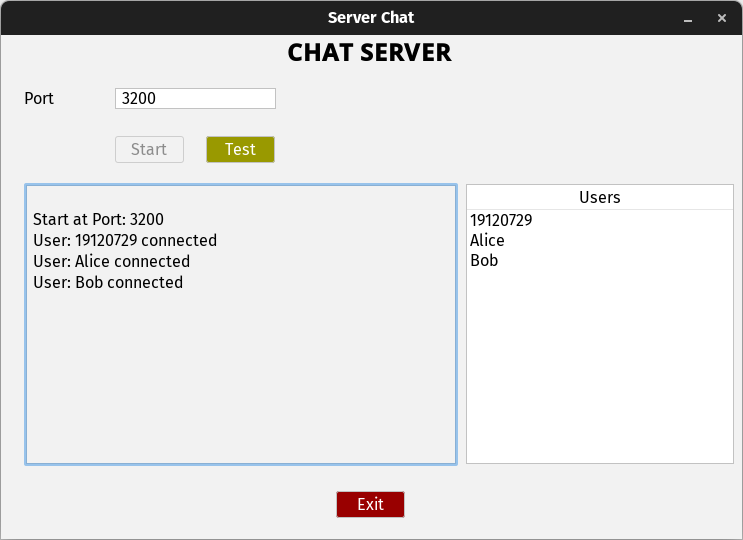 Server Chat
CHAT SERVER
Port 3200
Start Test
Start at Port: 3200
User: 19120729 connected
User: Alice connected
User: Bob connected
Users
19120729
Alice
Bob
Exit